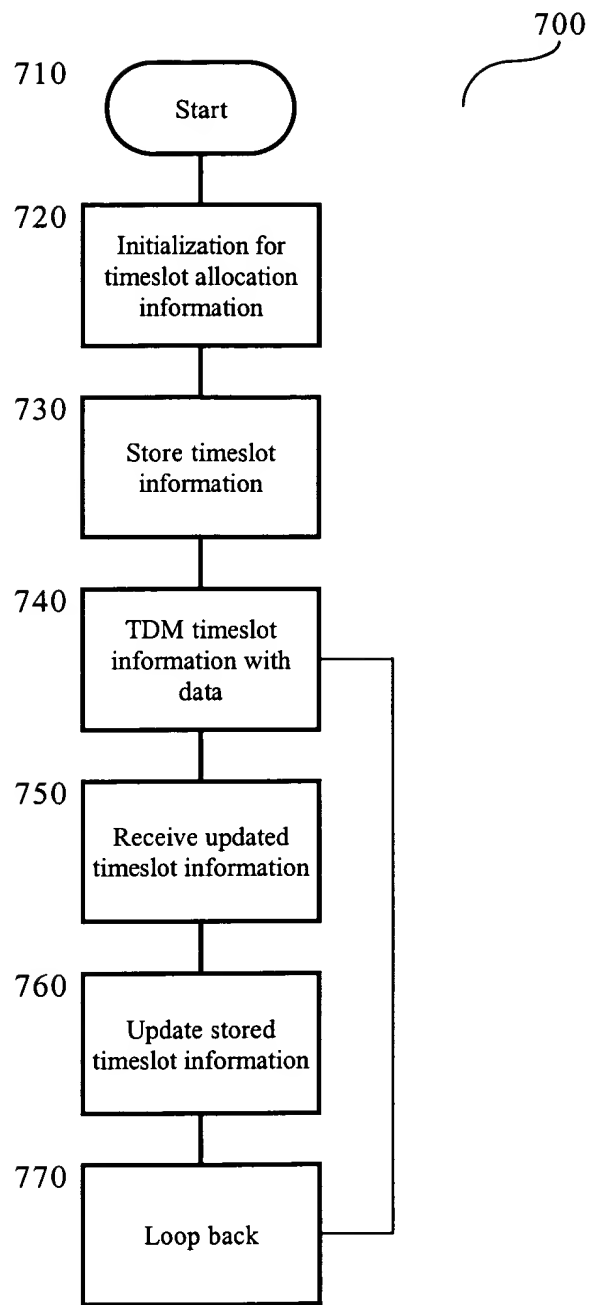 700
710
Start
720
Initialization for
timeslot allocation
information
730
Store timeslot
information
740
TDM timeslot
information with
data
750
Receive updated
timeslot information
760
Update stored
timeslot information
770
Loop back